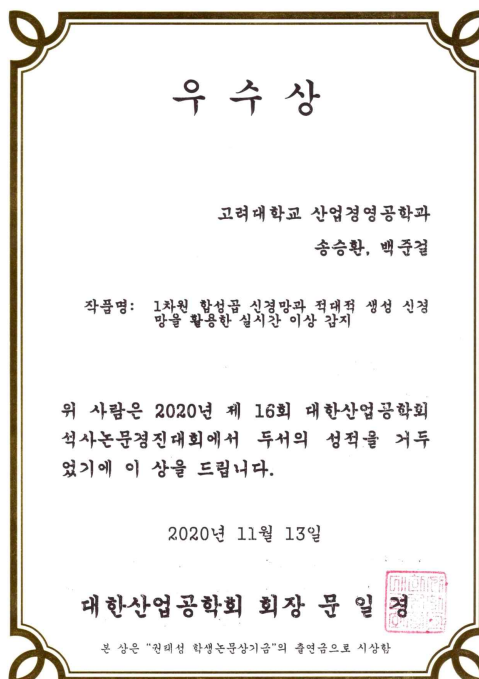 우 수 상
고려대학교 산업경영공학과
송승환, 백준걸
작품명: 1차원 합성곱 신경망과 적대적 생성 신경
망을 활용한 실시간 이상 감지
위 사람은 2020년 제 16회 대한산업공학회
석사논문경진대회에서 두서의 성적을 거두
었기에 이 상을 드립니다.
2020년 11월 13일
대한산업공학회 회장 문 일 경
본 상은 "권태성 학생논문상기금"의 출연금으로 시상함